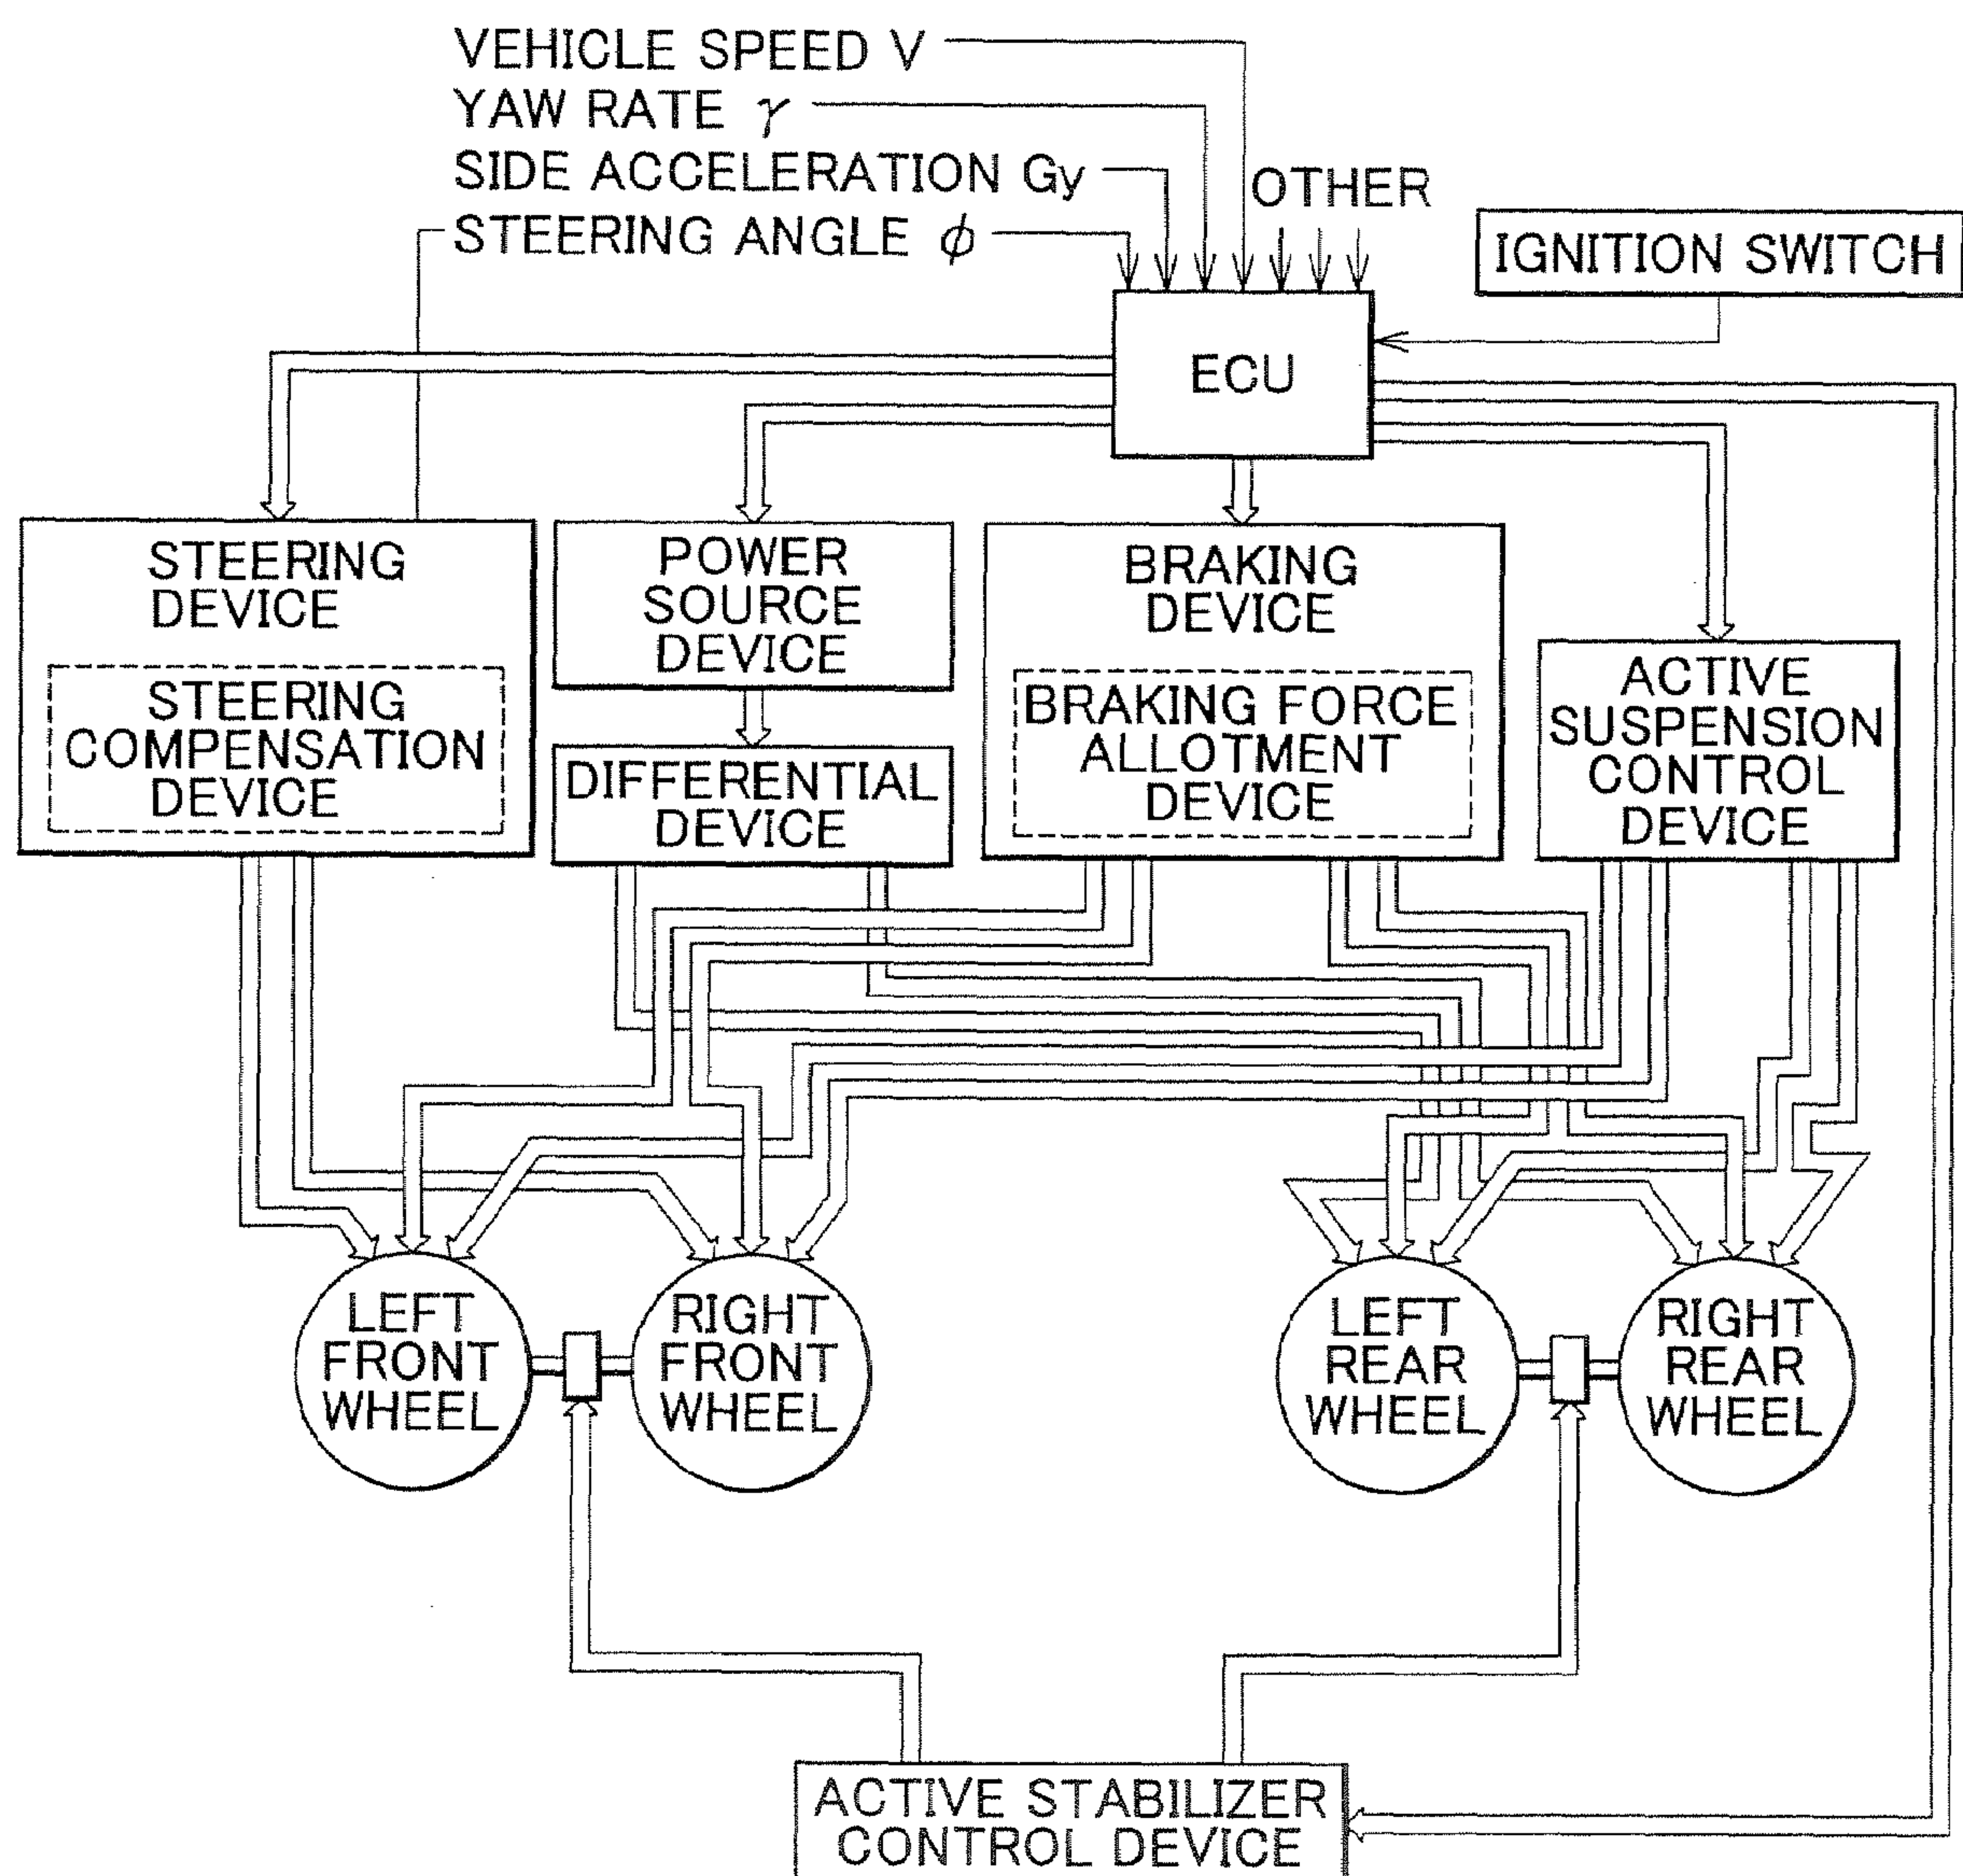 VEHICLE SPEED V
YAW RATE γ
SIDE ACCELERATION Gy
STEERING ANGLE ϕ
OTHER
IGNITION SWITCH
ECU
STEERING
DEVICE
STEERING
COMPENSATION
DEVICE
POWER
SOURCE
DEVICE
DIFFERENTIAL
DEVICE
BRAKING
DEVICE
BRAKING FORCE
ALLOTMENT
DEVICE
ACTIVE
SUSPENSION
CONTROL
DEVICE
LEFT
FRONT
WHEEL
RIGHT
FRONT
WHEEL
LEFT
REAR
WHEEL
RIGHT
REAR
WHEEL
ACTIVE STABILIZER
CONTROL DEVICE